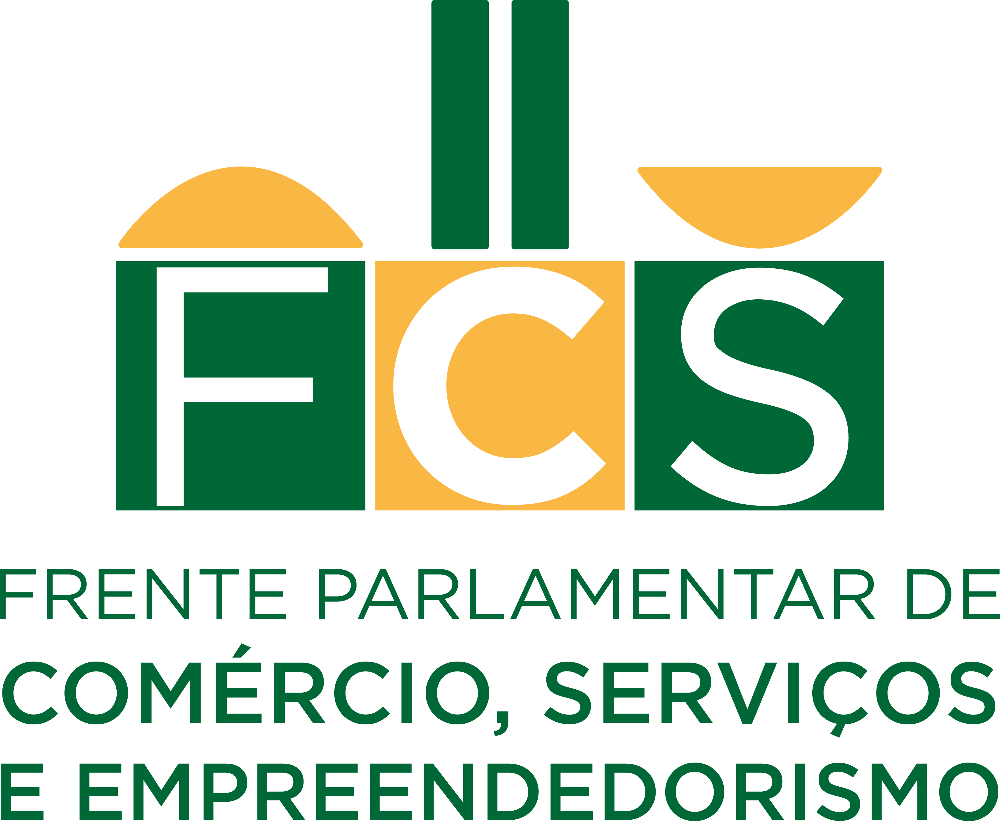 FCS
FRENTE PARLAMENTAR DE
COMÉRCIO, SERVIÇOS
E EMPREENDEDORISMO